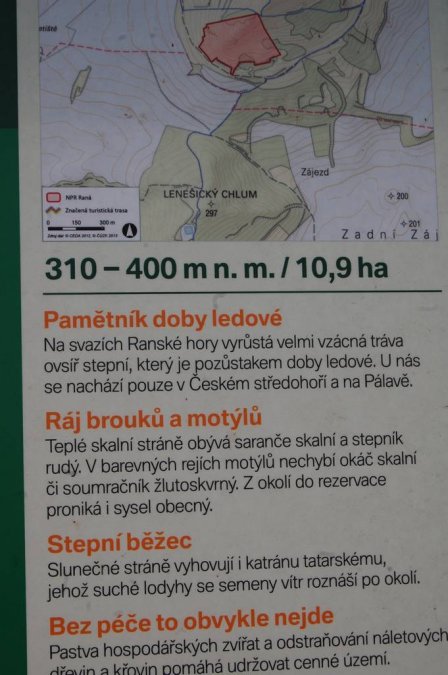 LENEŠICKÝ CHLUM
297
Zájezd
200
201
Zadní Záj
NPR Raná
Značená turistická trasa
0 150 300 m
310 – 400 m n. m. / 10,9 ha
Pamětník doby ledové
Na svazích Ranské hory vyrůstá velmi vzácná tráva
ovsíř stepní, který je pozůstakem doby ledové. U nás
se nachází pouze v Českém středohoří a na Pálavě.
Ráj brouků a motýlů
Teplé skalní stráně obývá saranče skalní a stepník
rudý. V barevných rejích motýlů nechybí okáč skalní
či soumračník žlutoskvrný. Z okolí do rezervace
proniká i sysel obecný.
Stepní běžec
Slunečné stráně vyhovují i katránu tatarskému,
jehož suché lodyhy se semeny vítr roznáší po okolí.
Bez péče to obvykle nejde
Pastva hospodářských zvířat a odstraňování náletových
dřevin a křovin pomáhá udržovat cenné území.